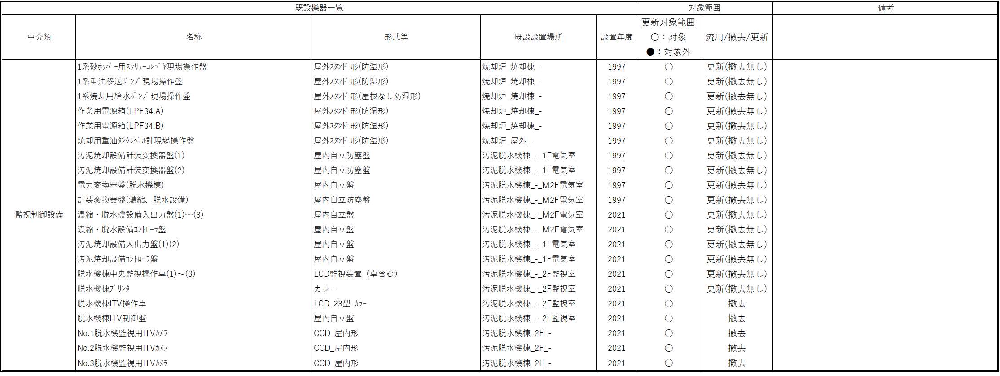 既設機器一覧 対象範囲 備考
中分類 名称 形式等 既設設置場所 設置年度 更新対象範囲 ○：対象 ●：対象外 流用/撤去/更新
1系砂ﾎｯﾊﾟｰ用ｽｸﾘｭｰｺﾝﾍﾞﾔ現場操作盤 屋外ｽﾀﾝﾄﾞ形(防湿形) 焼却炉_焼却棟_- 1997 ○ 更新(撤去無し)
1系重油移送ﾎﾟﾝﾌﾟ現場操作盤 屋外ｽﾀﾝﾄﾞ形(防湿形) 焼却炉_焼却棟_- 1997 ○ 更新(撤去無し)
1系焼却用給水ﾎﾟﾝﾌﾟ現場操作盤 屋外ｽﾀﾝﾄﾞ形(屋根なし防湿形) 焼却炉_焼却棟_- 1997 ○ 更新(撤去無し)
作業用電源箱(LPF34.A) 屋外ｽﾀﾝﾄﾞ形(防湿形) 焼却炉_焼却棟_- 1997 ○ 更新(撤去無し)
作業用電源箱(LPF34.B) 屋外ｽﾀﾝﾄﾞ形(防湿形) 焼却炉_焼却棟_- 1997 ○ 更新(撤去無し)
焼却用重油ﾀﾝｸﾚﾍﾞﾙ計現場操作盤 屋外ｽﾀﾝﾄﾞ形(防湿形) 焼却炉_屋外_- 1997 ○ 更新(撤去無し)
汚泥焼却設備計装変換器盤(1) 屋内自立防塵盤 汚泥脱水機棟_-_1F電気室 1997 ○ 更新(撤去無し)
汚泥焼却設備計装変換器盤(2) 屋内自立防塵盤 汚泥脱水機棟_-_1F電気室 1997 ○ 更新(撤去無し)
電力変換器盤(脱水機棟) 屋内自立盤 汚泥脱水機棟_-_M2F電気室 1997 ○ 更新(撤去無し)
計装変換器盤(濃縮、脱水設備) 屋内自立防塵盤 汚泥脱水機棟_-_M2F電気室 1997 ○ 更新(撤去無し)
監視制御設備 濃縮・脱水機設備入出力盤(1)～(3) 屋内自立盤 汚泥脱水機棟_-_M2F電気室 2021 ○ 更新(撤去無し)
濃縮・脱水設備ｺﾝﾄﾛｰﾗ盤 屋内自立盤 汚泥脱水機棟_-_M2F電気室 2021 ○ 更新(撤去無し)
汚泥焼却設備入出力盤(1)(2) 屋内自立盤 汚泥脱水機棟_-_1F電気室 2021 ○ 更新(撤去無し)
汚泥焼却設備ｺﾝﾄﾛｰﾗ盤 屋内自立盤 汚泥脱水機棟_-_1F電気室 2021 ○ 更新(撤去無し)
脱水機棟中央監視操作卓(1)～(3) LCD監視装置（卓含む） 汚泥脱水機棟_-_2F監視室 2021 ○ 更新(撤去無し)
脱水機棟ﾌﾟﾘﾝﾀ カラー 汚泥脱水機棟_-_2F監視室 2021 ○ 更新(撤去無し)
脱水機棟ITV操作卓 LCD_23型_ｶﾗｰ 汚泥脱水機棟_-_2F監視室 2021 ○ 撤去
脱水機棟ITV制御盤 屋内自立盤 汚泥脱水機棟_-_2F監視室 2021 ○ 撤去
No.1脱水機監視用ITVｶﾒﾗ CCD_屋内形 汚泥脱水機棟_2F_- 2021 ○ 撤去
No.2脱水機監視用ITVｶﾒﾗ CCD_屋内形 汚泥脱水機棟_2F_- 2021 ○ 撤去
No.3脱水機監視用ITVｶﾒﾗ CCD_屋内形 汚泥脱水機棟_2F_- 2021 ○ 撤去